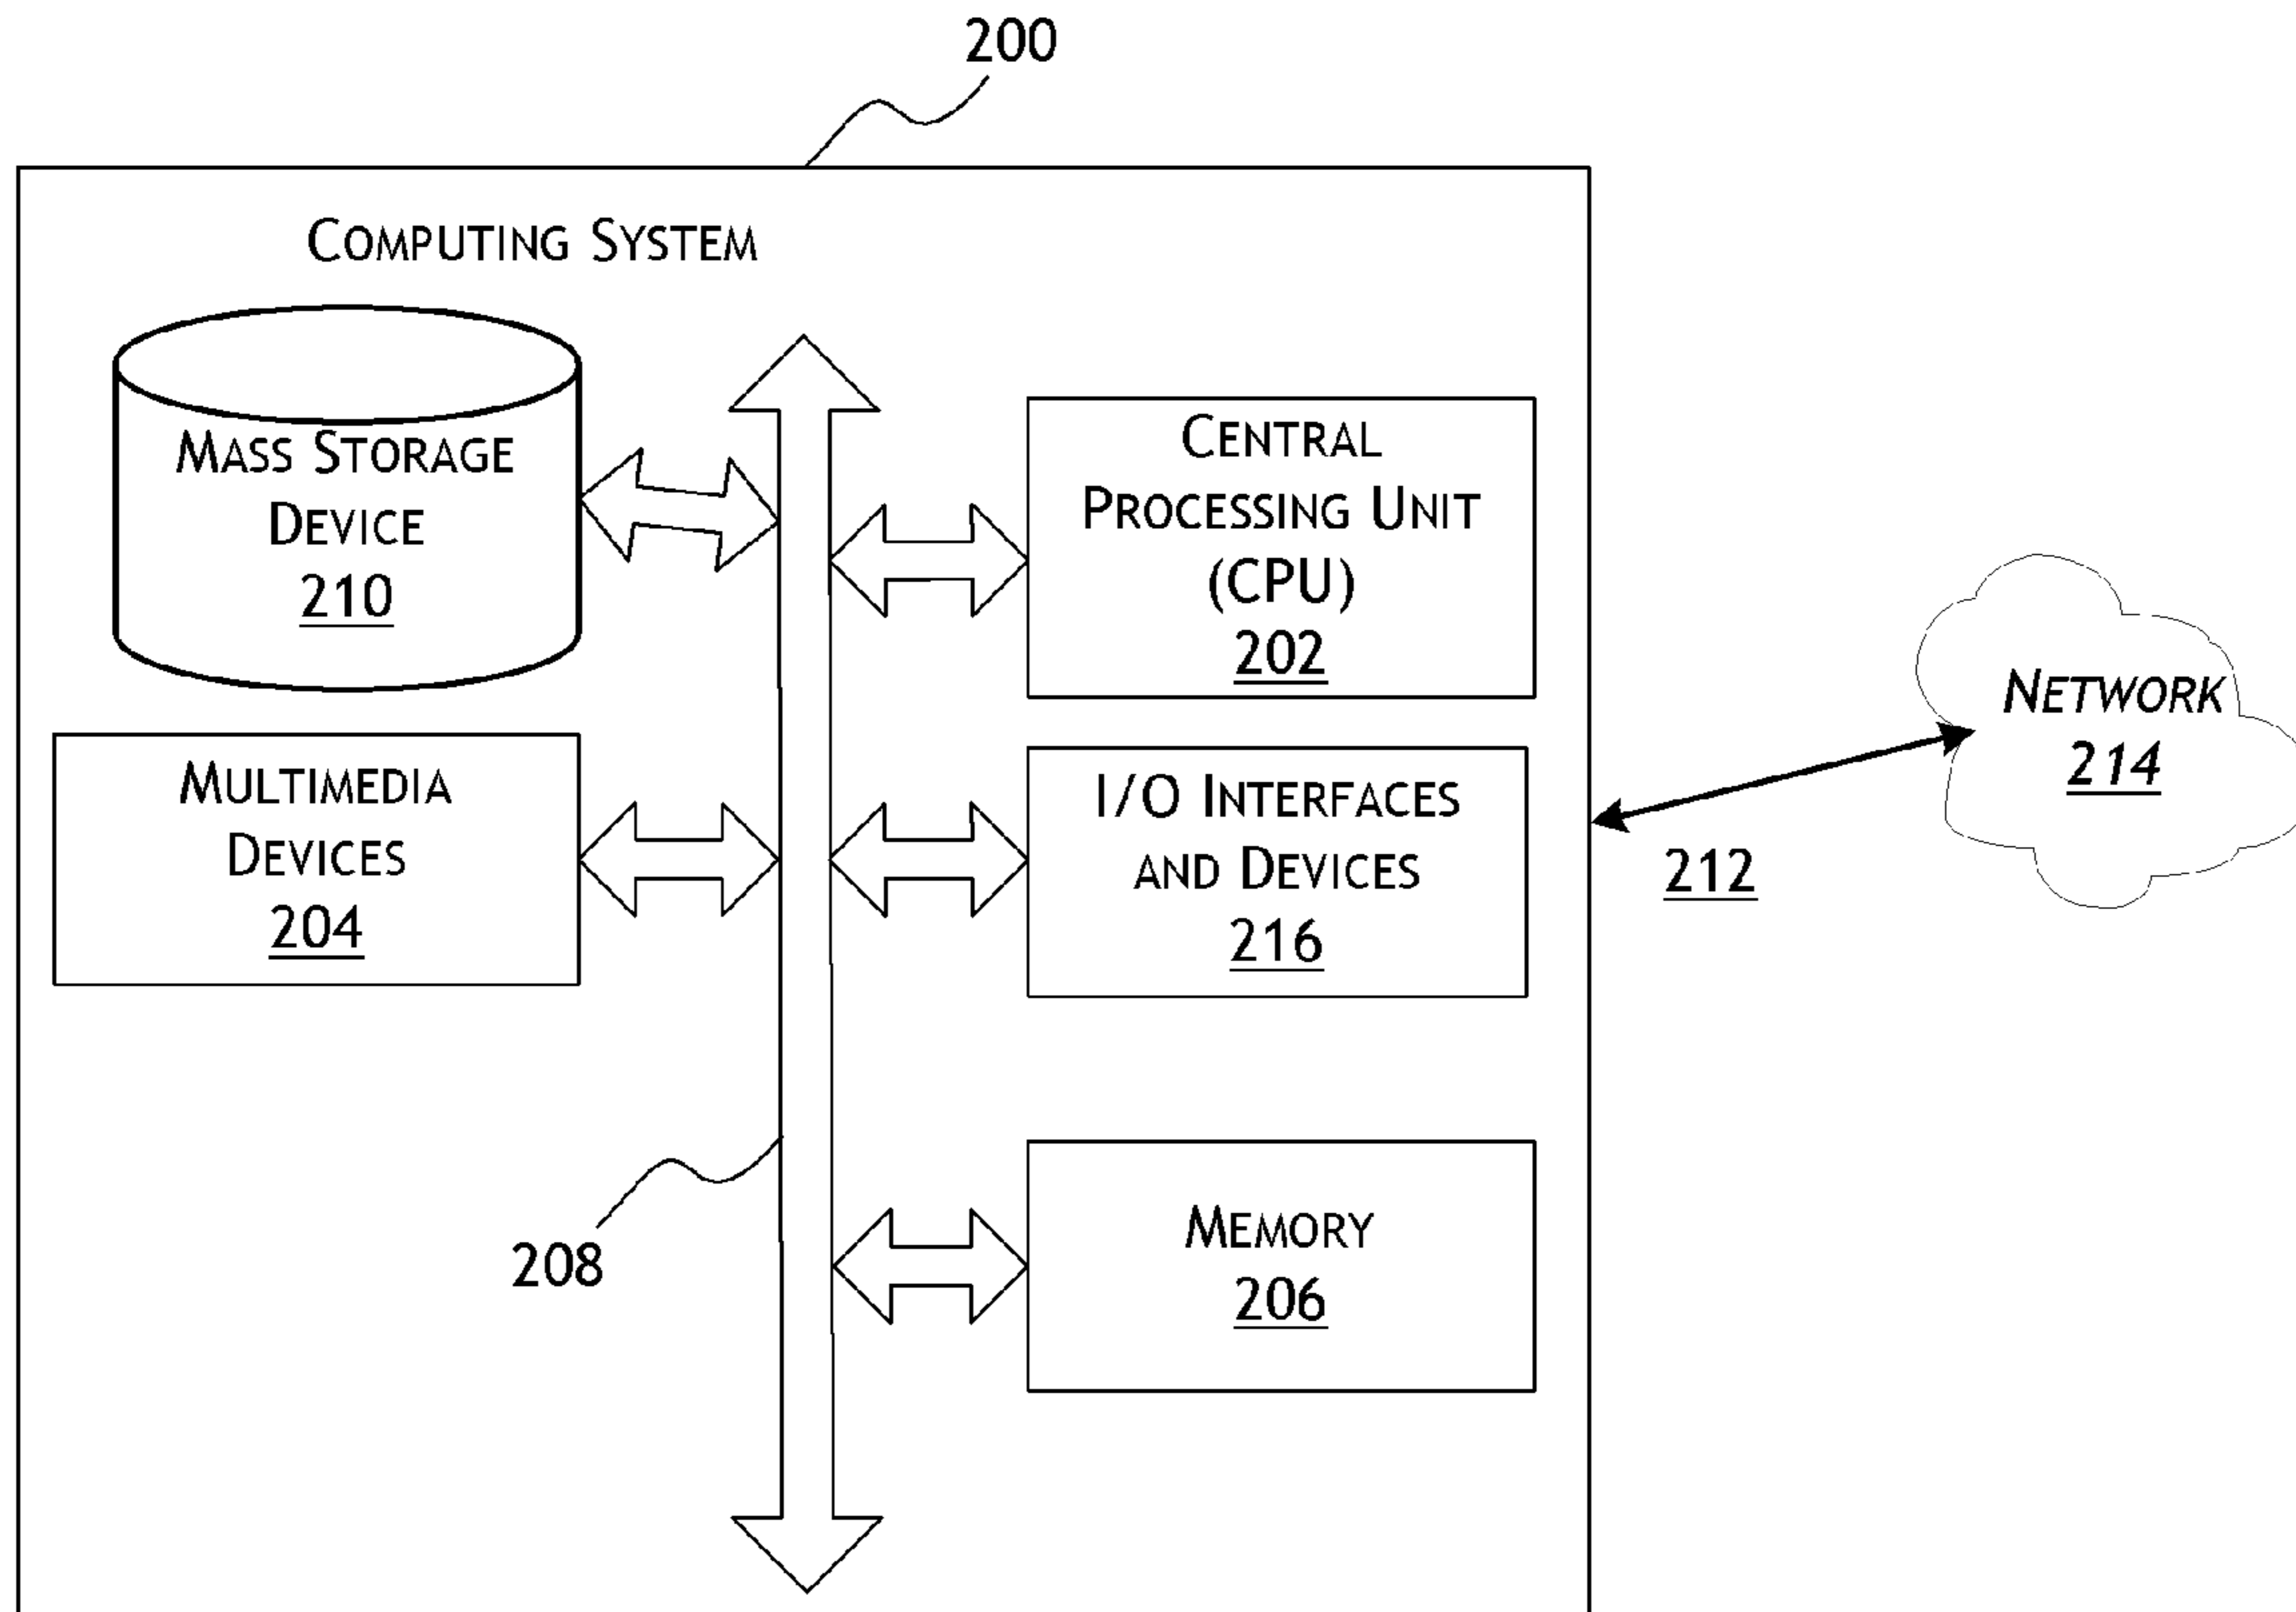 200
COMPUTING SYSTEM
MASS STORAGE
DEVICE
210
CENTRAL
PROCESSING UNIT
(CPU)
202
MULTIMEDIA
DEVICES
204
I/O INTERFACES
AND DEVICES
216
NETWORK
214
212
208
MEMORY
206